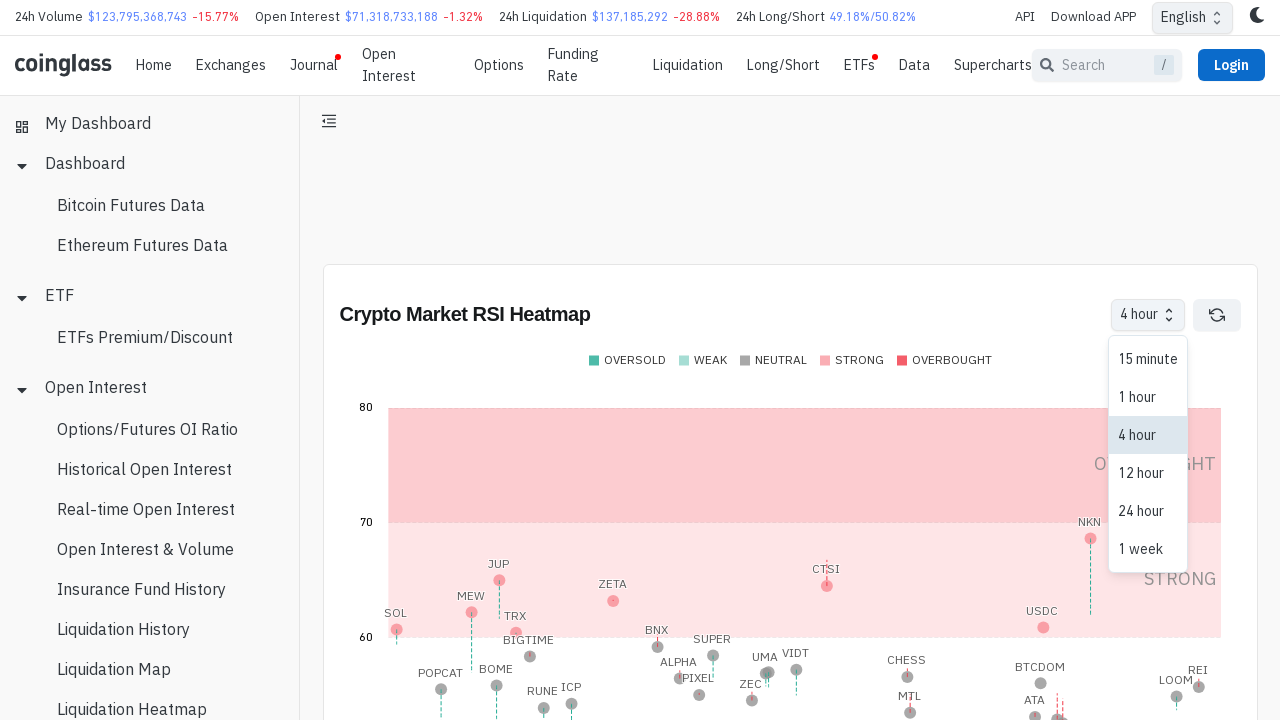 24h Volume $123,795,368,743 -15.77% Open Interest $71,318,733,188 -1.32% 24h Liquidation $137,185,292 -28.88% 24h Long/Short 49.18%/50.82% API Download APP English
coinglass Home Exchanges Journal Open Interest Options Funding Rate Liquidation Long/Short ETFs Data Supercharts Search / Login
My Dashboard
Dashboard
Bitcoin Futures Data
Ethereum Futures Data
ETF
ETFs Premium/Discount
Open Interest
Options/Futures OI Ratio
Historical Open Interest
Real-time Open Interest
Open Interest & Volume
Insurance Fund History
Liquidation History
Liquidation Map
Liquidation Heatmap
Crypto Market RSI Heatmap
4 hour
15 minute
1 hour
4 hour
12 hour
24 hour
1 week
OVERSOLD WEAK NEUTRAL STRONG OVERBOUGHT
80
70
60
STRONG
NKN
JUP
CTSI
ZETA
MEW
SOL
TRX
USDC
BNX
BIGTIME
SUPER
UMA
VIDT
ALPHA
CHESS
POPCAT
BOME
PIXEL
ZEC
BTCDOM
REI
RUNE
ICP
MTL
LOOM
ATA